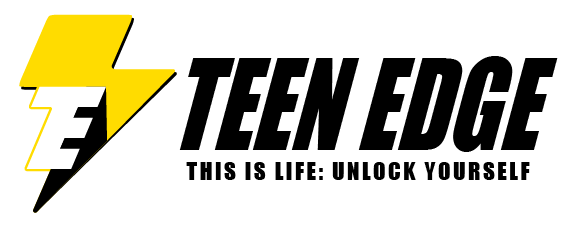 E
TEEN EDGE
THIS IS LIFE: UNLOCK YOURSELF